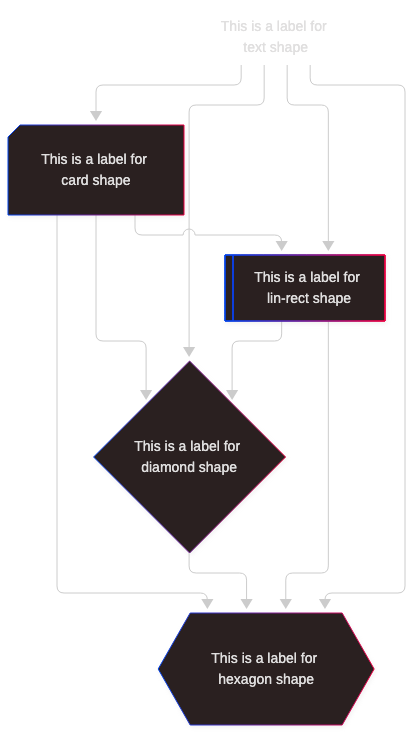 This is a label for
text shape
This is a label for
card shape
This is a label for
lin-rect shape
This is a label for
diamond shape
This is a label for
hexagon shape